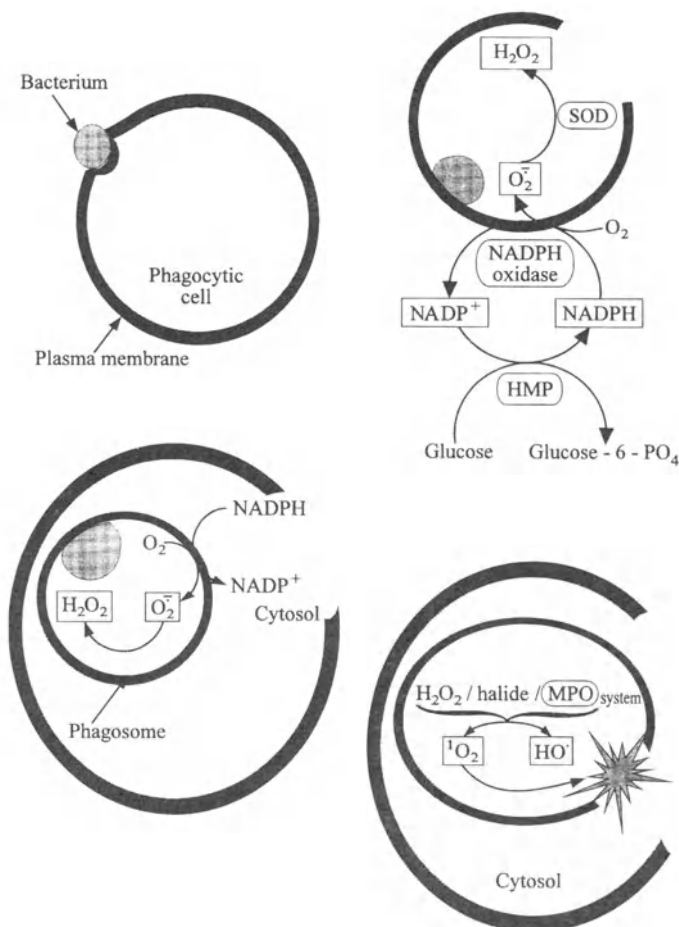 Bacterium
Phagocytic
cell
Plasma membrane
H₂O₂
SOD
O₂⨪
O₂
NADPH
oxidase
NADP⁺ NADPH
HMP
Glucose Glucose - 6 - PO₄
NADPH
O₂
NADP⁺
H₂O₂ O₂⨪
Cytosol
Phagosome
H₂O₂ / halide / MPO system
¹O₂ HO·
Cytosol